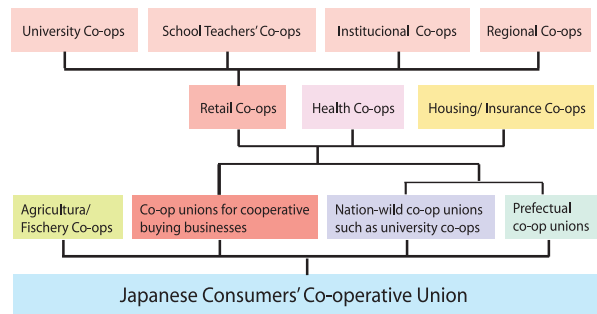 University Co-ops
School Teachers' Co-ops
Institutional Co-ops
Regional Co-ops
Retail Co-ops
Health Co-ops
Housing/ Insurance Co-ops
Agricultura/
Fischery Co-ops
Co-op unions for cooperative
buying businesses
Nation-wild co-op unions
such as university co-ops
Prefectual
co-op unions
Japanese Consumers' Co-operative Union